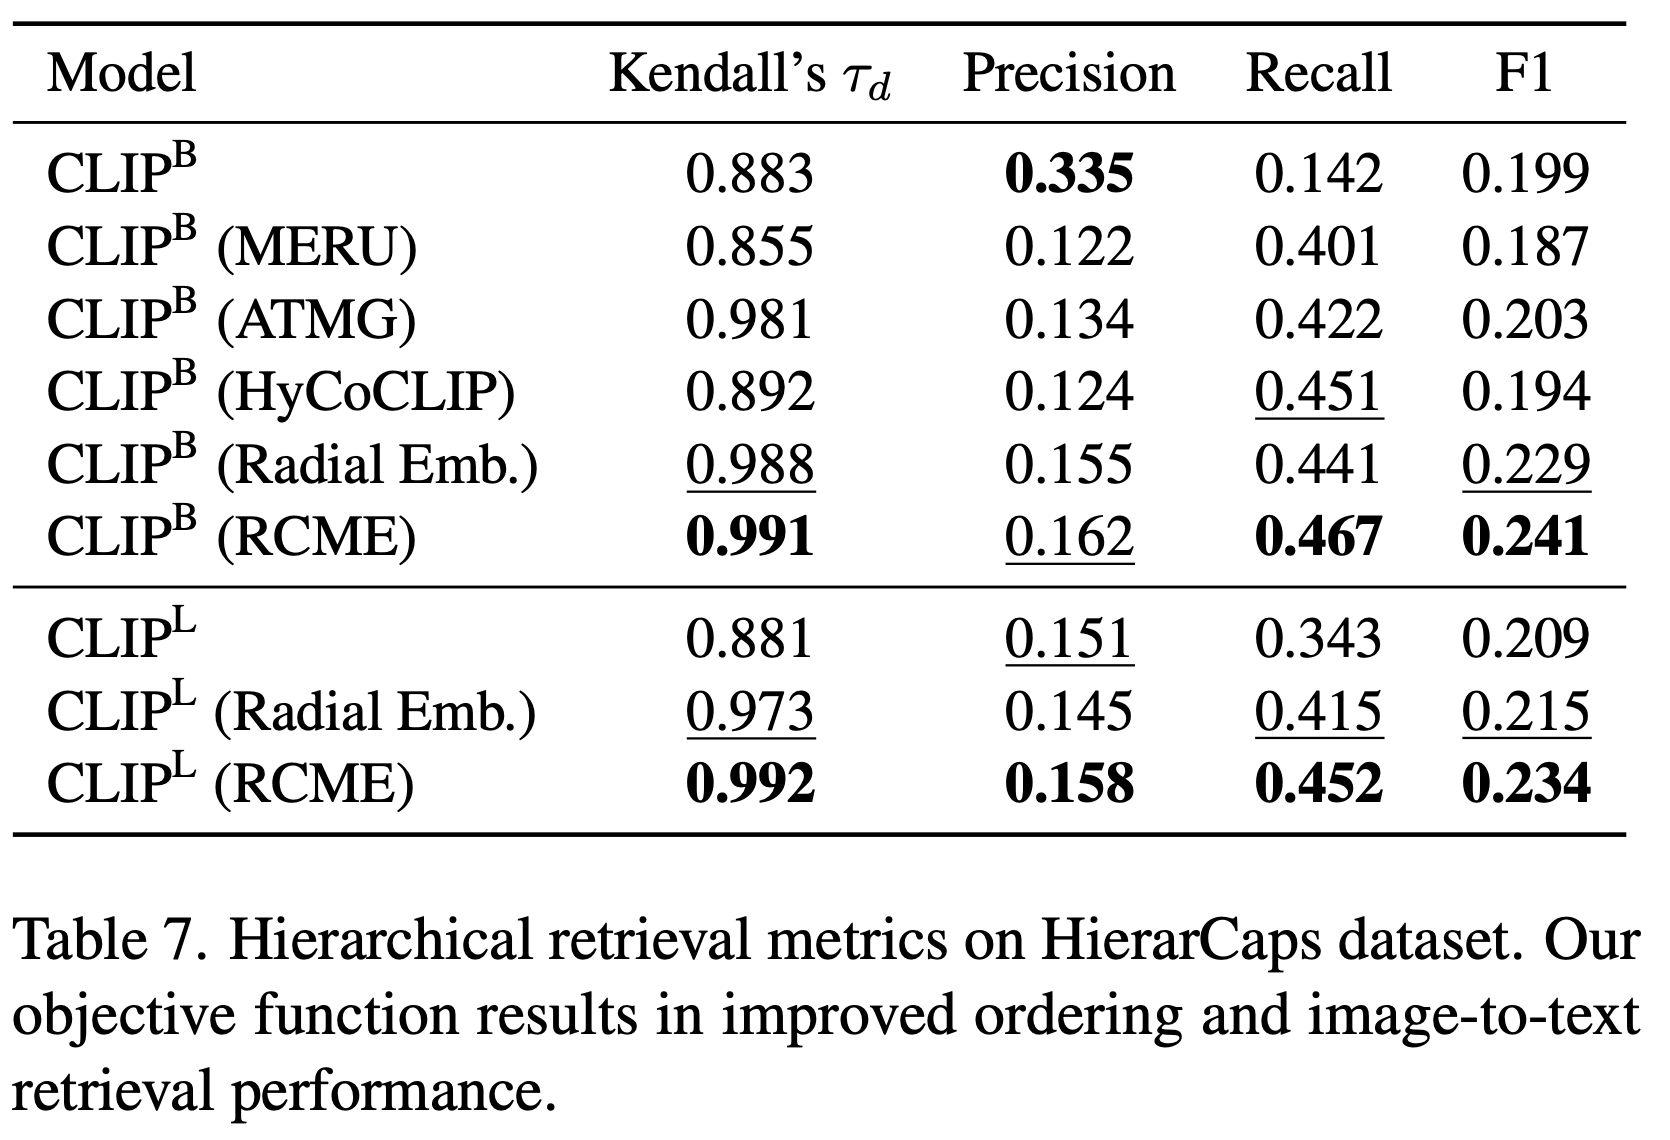 Model Kendall's τd Precision Recall F1
CLIP^B 0.883 0.335 0.142 0.199
CLIP^B (MERU) 0.855 0.122 0.401 0.187
CLIP^B (ATMG) 0.981 0.134 0.422 0.203
CLIP^B (HyCoCLIP) 0.892 0.124 0.451 0.194
CLIP^B (Radial Emb.) 0.988 0.155 0.441 0.229
CLIP^B (RCME) 0.991 0.162 0.467 0.241
CLIP^L 0.881 0.151 0.343 0.209
CLIP^L (Radial Emb.) 0.973 0.145 0.415 0.215
CLIP^L (RCME) 0.992 0.158 0.452 0.234
Table 7. Hierarchical retrieval metrics on HierarCaps dataset. Our
objective function results in improved ordering and image-to-text
retrieval performance.